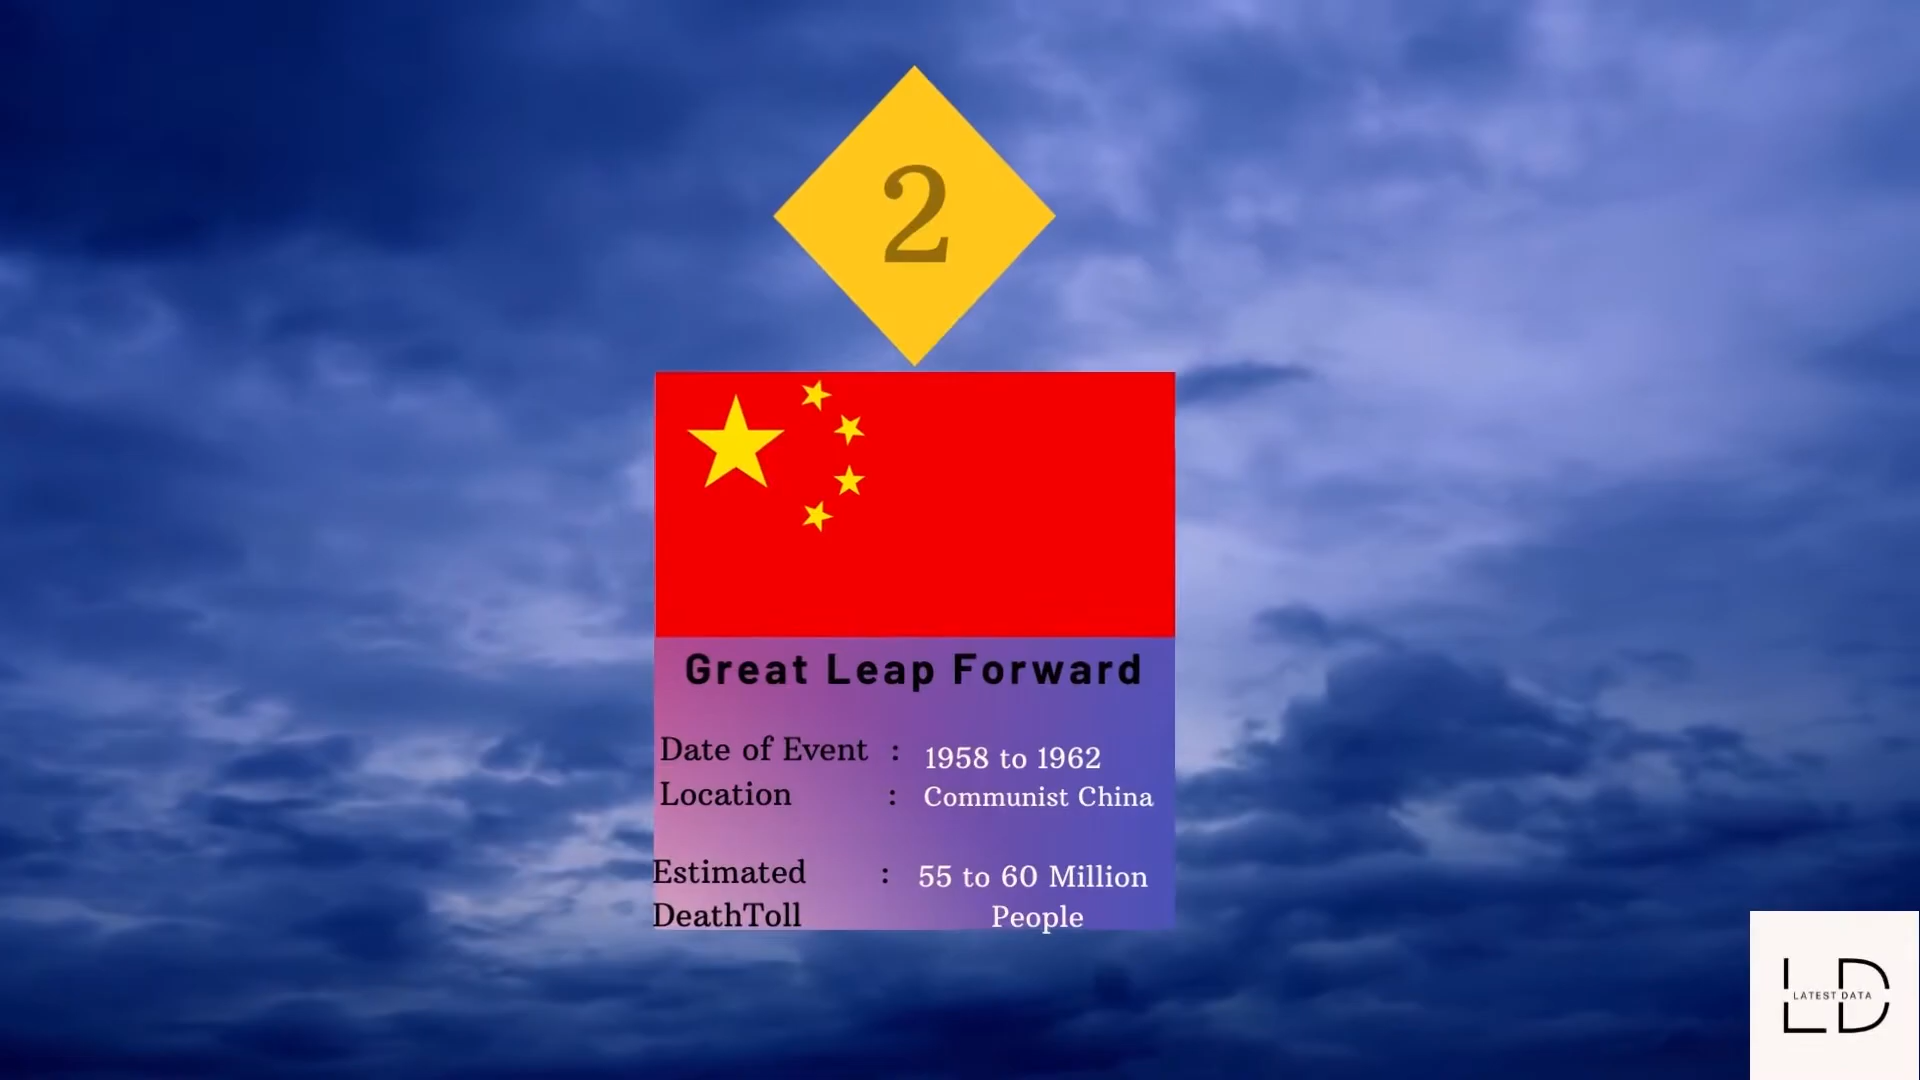 2
Great Leap Forward
Date of Event : 1958 to 1962
Location : Communist China
Estimated : 55 to 60 Million
DeathToll People
LD
LATEST DATA